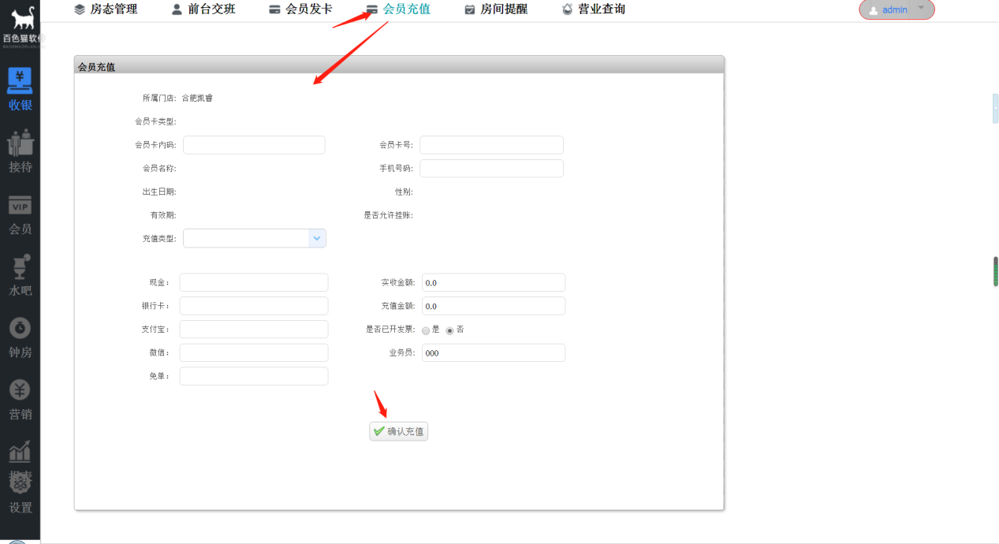 房态管理 前台交班 会员发卡 会员充值 房间提醒 营业查询 admin
百色猫软件
收银
接待
VIP
会员
水吧
钟房
营销
设置
会员充值
所属门店: 合肥凯睿
会员卡类型:
会员卡内码: 会员卡号:
会员名称: 手机号码:
出生日期: 性别:
有效期: 是否允许挂账:
充值类型:
现金: 实收金额: 0.0
银行卡: 充值金额: 0.0
支付宝: 是否已开发票: 是 否
微信: 业务员: 000
免单:
确认充值